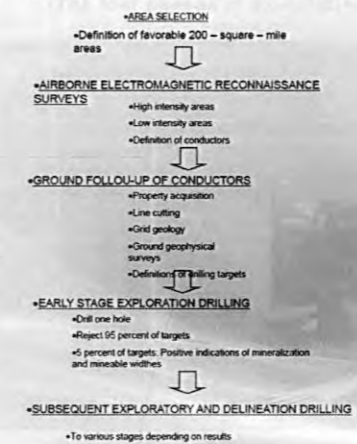 •AREA SELECTION
•Definition of favorable 200 – square – mile
areas
•AIRBORNE ELECTROMAGNETIC RECONNAISSANCE
SURVEYS
•High intensity areas
•Low intensity areas
•Definition of conductors
•GROUND FOLLOU-UP OF CONDUCTORS
•Property acquisition
•Line cutting
•Grid geology
•Ground geophysical
surveys
•Definitions of drilling targets
•EARLY STAGE EXPLORATION DRILLING
•Drill one hole
•Reject 95 percent of targets
•5 percent of targets. Positive indications of mineralization
and mineable widthes
•SUBSEQUENT EXPLORATORY AND DELINEATION DRILLING
•To various stages depending on results